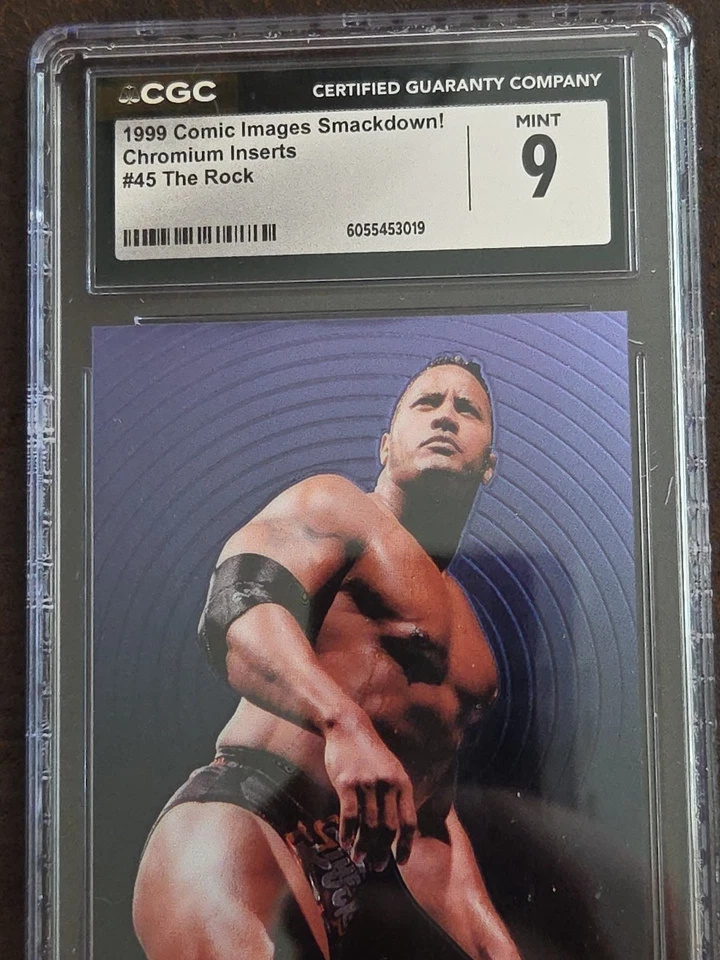 CGC
CERTIFIED GUARANTY COMPANY
1999 Comic Images Smackdown!
Chromium Inserts
#45 The Rock
MINT
9
6055453019